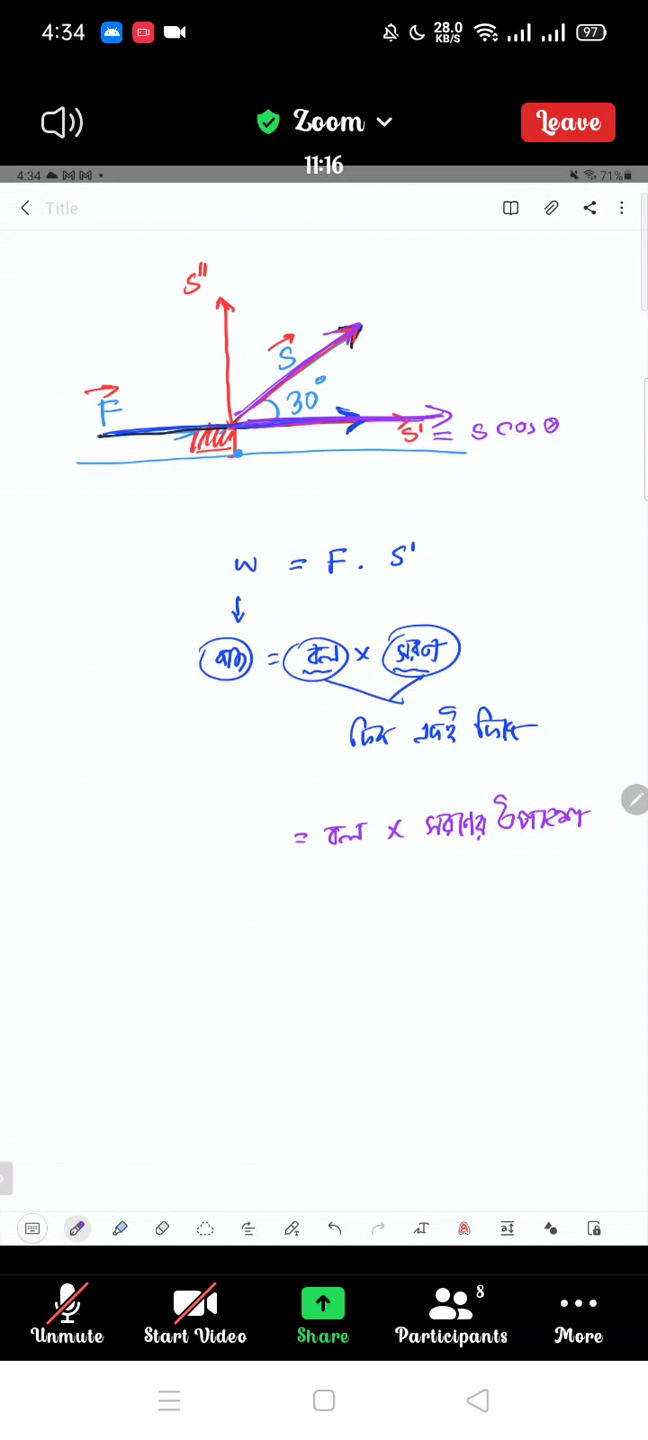 4:34 28.0 KB/S 97
Zoom Leave
11:16
4:34 71%
Title
S"
S
F
30°
S' = s cos θ
w = F. S'
কাজ = বল × সরণ
দিক একই দিকে
= বল × সরণের উপাংশ
Unmute Start Video Share Participants 8 More